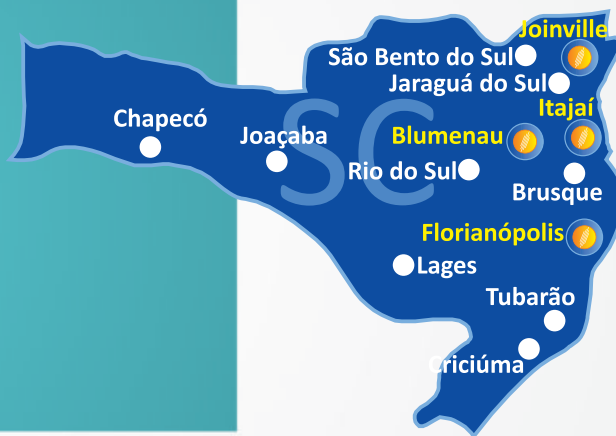 Joinville
São Bento do Sul
Jaraguá do Sul
Itajaí
Chapecó
Joaçaba
SC
Blumenau
Rio do Sul
Brusque
Florianópolis
Lages
Tubarão
Criciúma